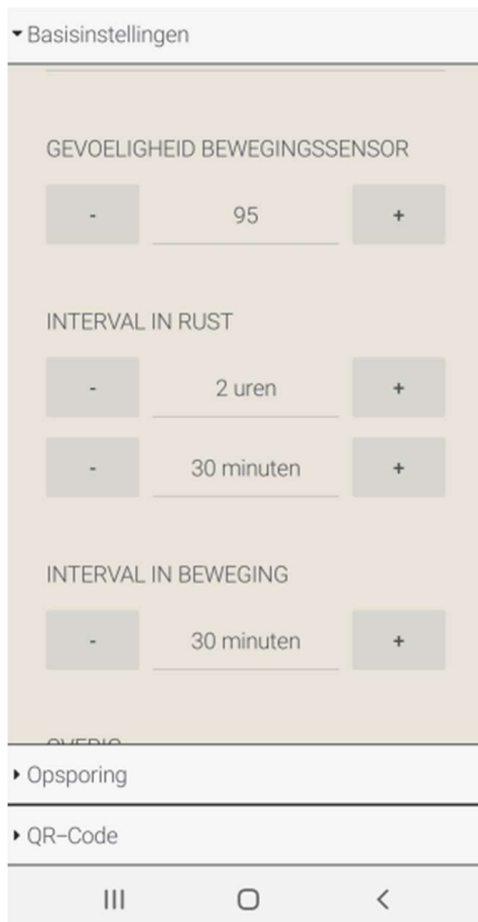 Basisinstellingen
GEVOELIGHEID BEWEGINGSSENSOR
- 95 +
INTERVAL IN RUST
- 2 uren +
- 30 minuten +
INTERVAL IN BEWEGING
- 30 minuten +
Opsporing
QR-Code